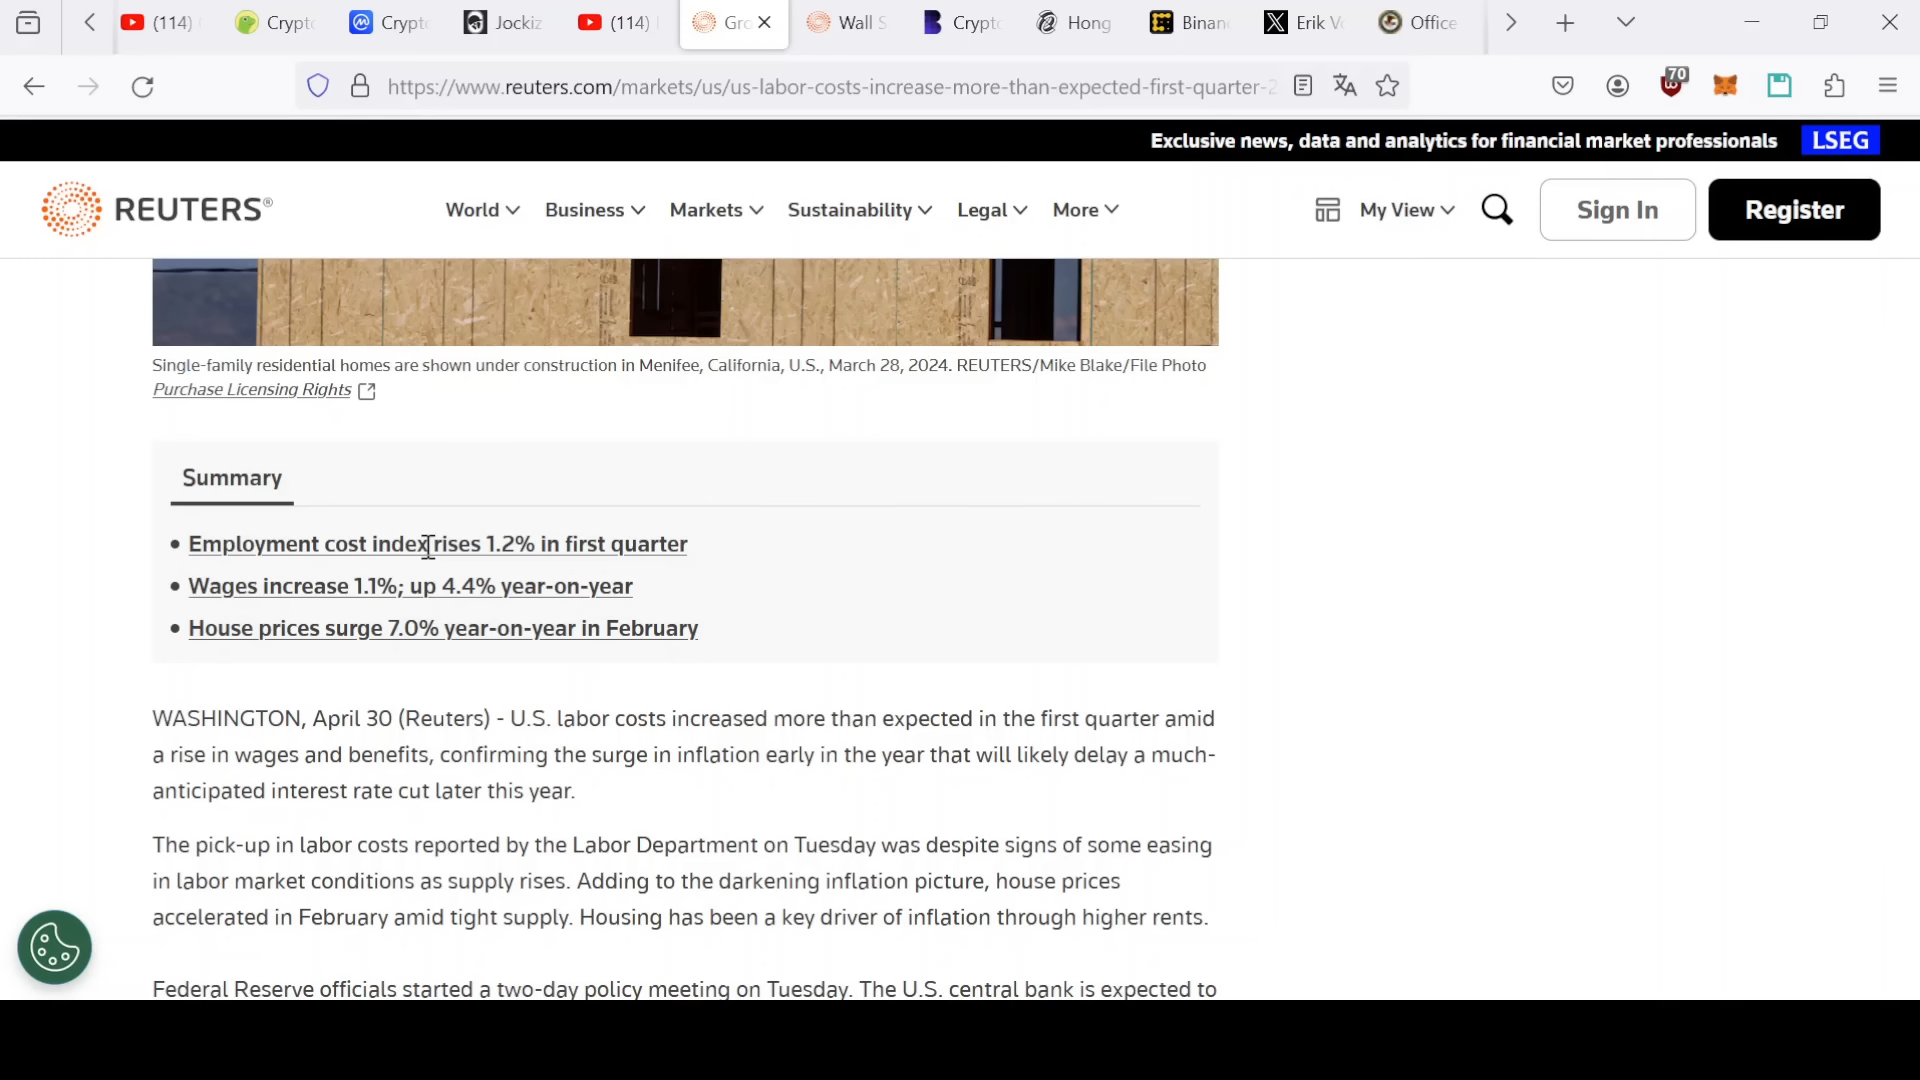 (114)
Crypto
Crypte
Jockiz
(114)
Gro
Wall S
Crypto
Hong
Binan
Erik V
Office
https://www.reuters.com/markets/us/us-labor-costs-increase-more-than-expected-first-quarter-2
70
Exclusive news, data and analytics for financial market professionals LSEG
REUTERS®
World
Business
Markets
Sustainability
Legal
More
My View
Sign In
Register
Single-family residential homes are shown under construction in Menifee, California, U.S., March 28, 2024. REUTERS/Mike Blake/File Photo
Purchase Licensing Rights
Summary
• Employment cost index rises 1.2% in first quarter
• Wages increase 1.1%; up 4.4% year-on-year
• House prices surge 7.0% year-on-year in February
WASHINGTON, April 30 (Reuters) - U.S. labor costs increased more than expected in the first quarter amid
a rise in wages and benefits, confirming the surge in inflation early in the year that will likely delay a much-
anticipated interest rate cut later this year.
The pick-up in labor costs reported by the Labor Department on Tuesday was despite signs of some easing
in labor market conditions as supply rises. Adding to the darkening inflation picture, house prices
accelerated in February amid tight supply. Housing has been a key driver of inflation through higher rents.
Federal Reserve officials started a two-day policy meeting on Tuesday. The U.S. central bank is expected to